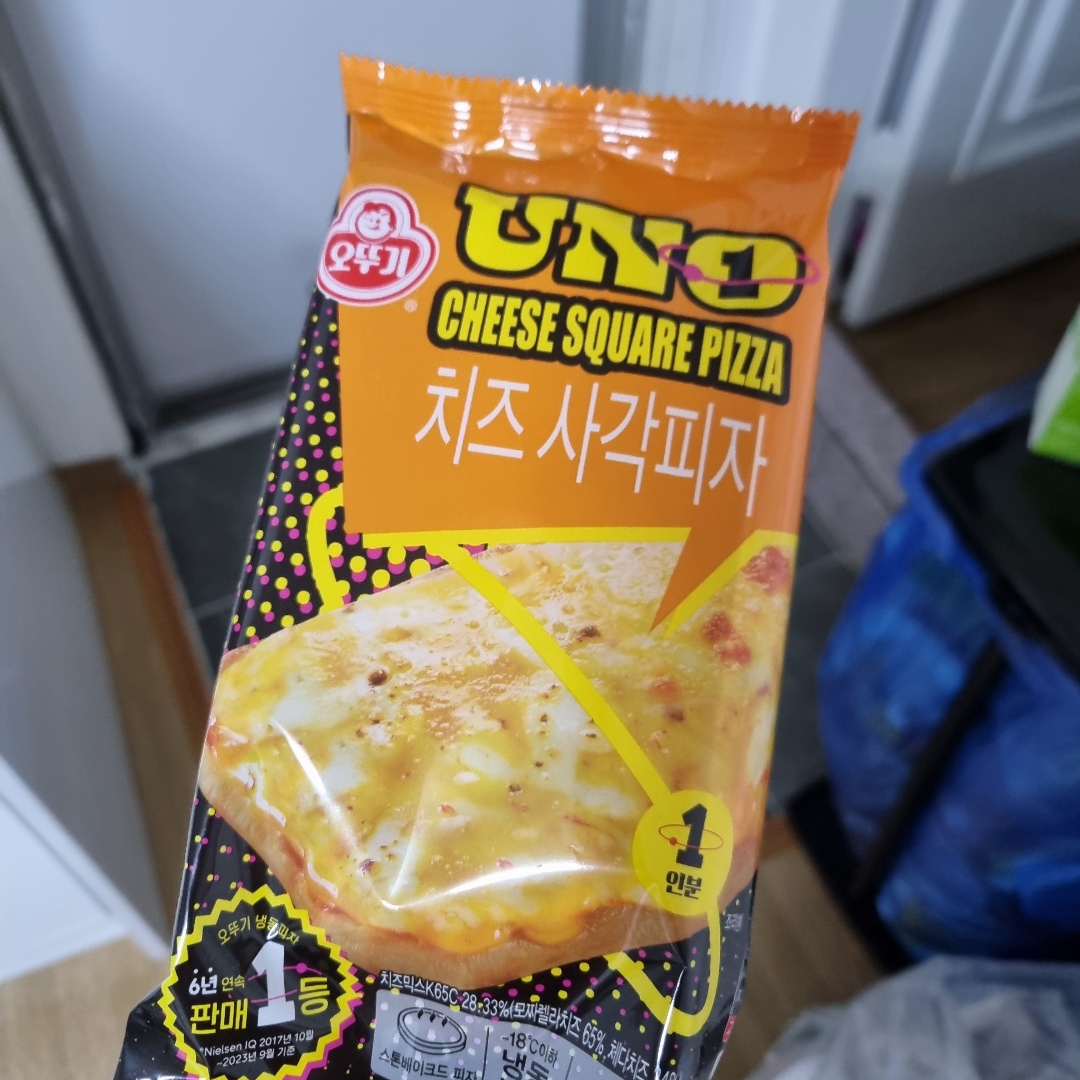 오뚜기
UNO
1
CHEESE SQUARE PIZZA
치즈 사각피자
1
인분
오뚜기 냉동피자
6년 연속
판매 1등
*Nielsen IQ 2017년 10월
~2023년 9월 기준
치즈믹스K65C 28.33%(모짜렐라치즈 65%, 체다치즈
스톤베이크드 피자
-18℃이하